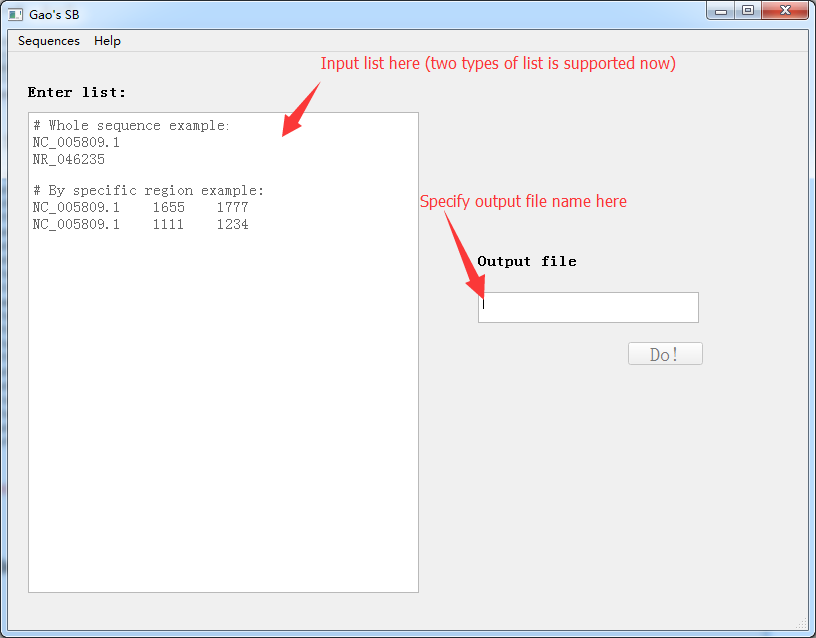 Gao's SB
Sequences Help
Input list here (two types of list is supported now)
Enter list:
# Whole sequence example:
NC_005809.1
NR_046235
# By specific region example:
NC_005809.1 1655 1777
NC_005809.1 1111 1234
Specify output file name here
Output file
Do!